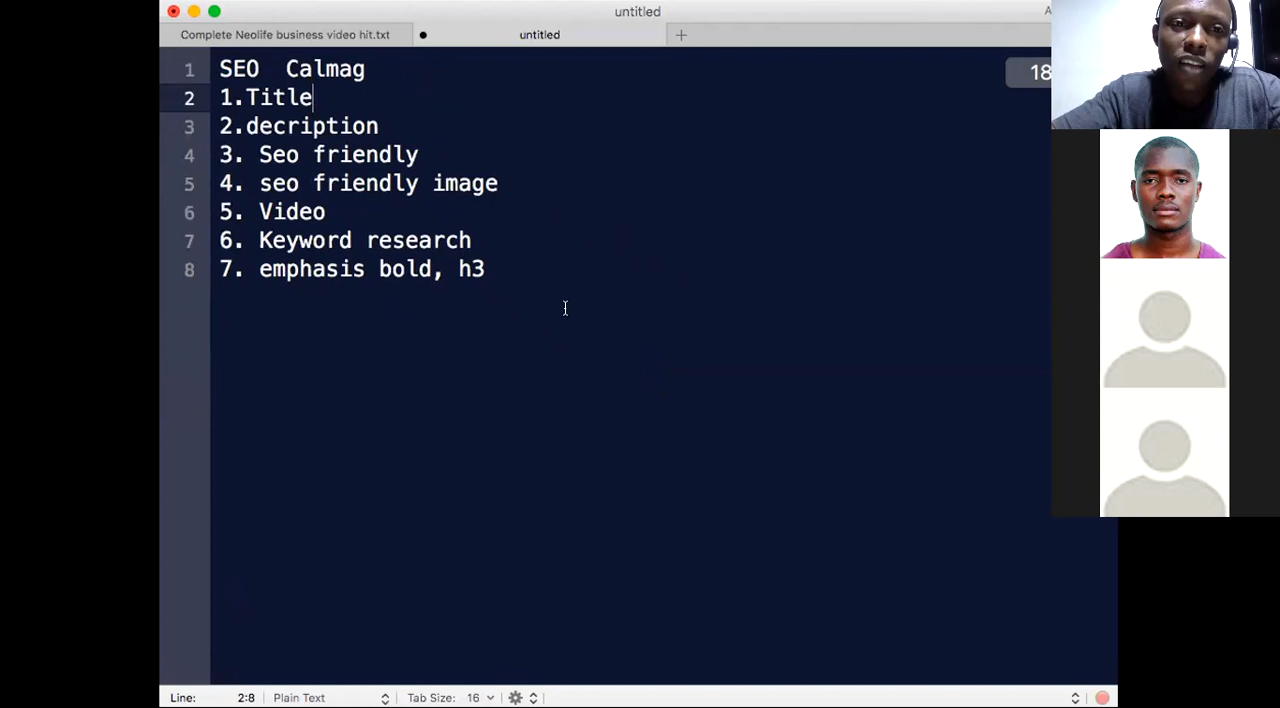 untitled
Complete Neolife business video hit.txt
untitled
18
1 SEO  Calmag
2 1.Title
3 2.decription
4 3. Seo friendly
5 4. seo friendly image
6 5. Video
7 6. Keyword research
8 7. emphasis bold, h3
Line: 2:8 Plain Text Tab Size: 16